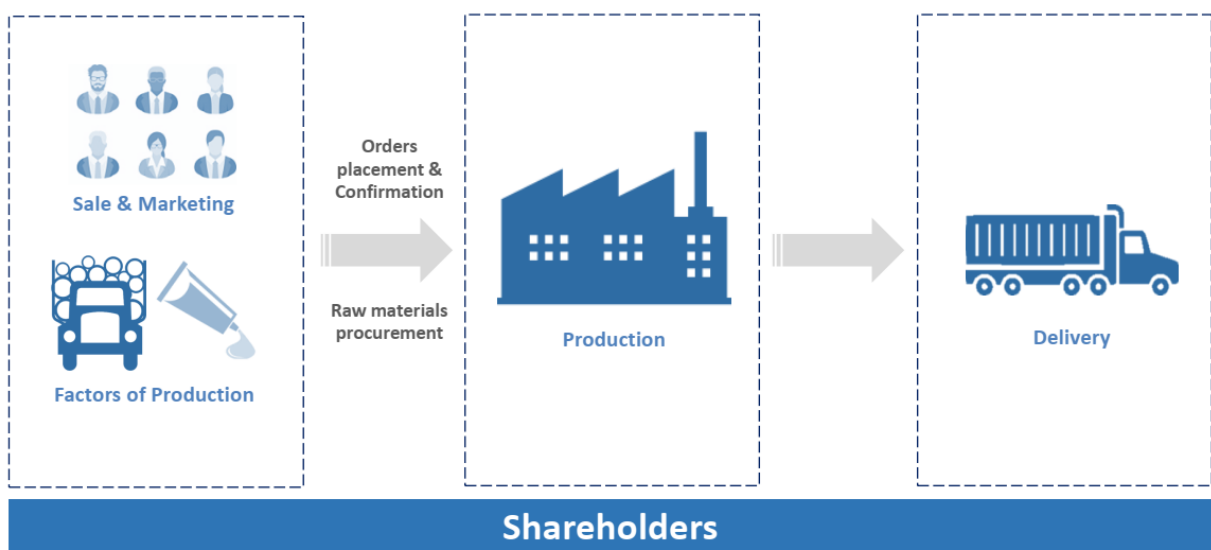 Sale & Marketing
Factors of Production
Orders
placement &
Confirmation
Raw materials
procurement
Production
Delivery
Shareholders